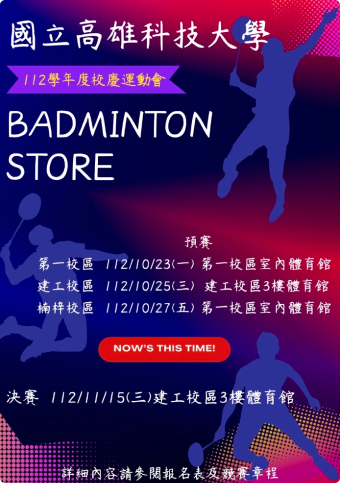 國立高雄科技大學
112學年度校慶運動會
BADMINTON
STORE
預賽
第一校區 112/10/23(一) 第一校區室內體育館
建工校區 112/10/25(三) 建工校區3樓體育館
楠梓校區 112/10/27(五) 第一校區室內體育館
NOW'S THIS TIME!
決賽 112/11/15(三)建工校區3樓體育館
詳細內容請參閱報名表及競賽章程